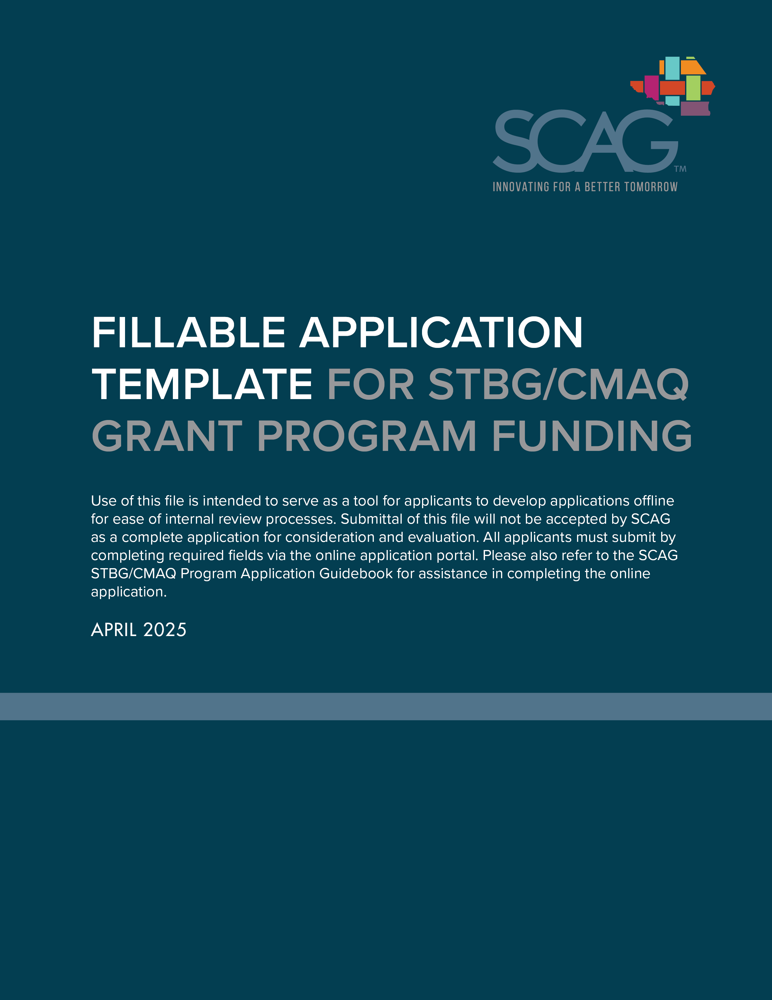 SCAG™
INNOVATING FOR A BETTER TOMORROW
FILLABLE APPLICATION
TEMPLATE FOR STBG/CMAQ
GRANT PROGRAM FUNDING
Use of this file is intended to serve as a tool for applicants to develop applications offline
for ease of internal review processes. Submittal of this file will not be accepted by SCAG
as a complete application for consideration and evaluation. All applicants must submit by
completing required fields via the online application portal. Please also refer to the SCAG
STBG/CMAQ Program Application Guidebook for assistance in completing the online
application.
APRIL 2025